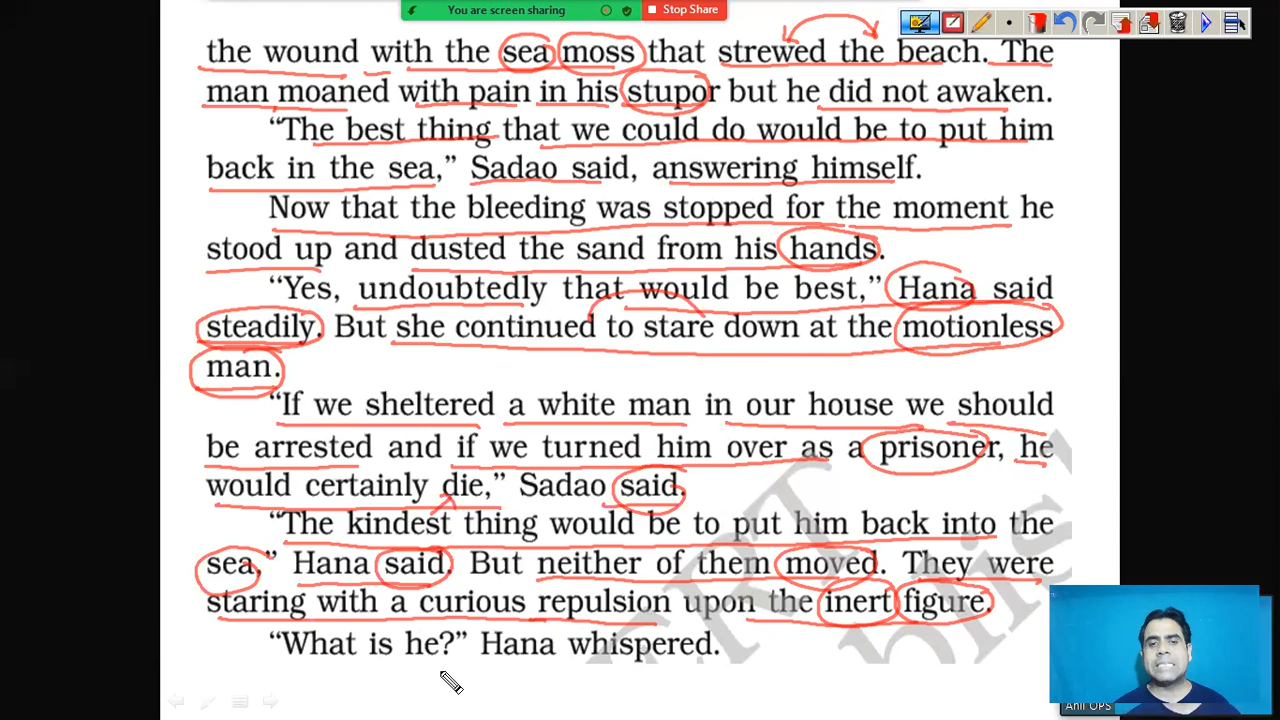 You are screen sharing
Stop Share
the wound with the sea moss that strewed the beach. The
man moaned with pain in his stupor but he did not awaken.
“The best thing that we could do would be to put him
back in the sea,” Sadao said, answering himself.
Now that the bleeding was stopped for the moment he
stood up and dusted the sand from his hands.
“Yes, undoubtedly that would be best,” Hana said
steadily. But she continued to stare down at the motionless
man.
“If we sheltered a white man in our house we should
be arrested and if we turned him over as a prisoner, he
would certainly die,” Sadao said.
“The kindest thing would be to put him back into the
sea,” Hana said. But neither of them moved. They were
staring with a curious repulsion upon the inert figure.
“What is he?” Hana whispered.
Anil OPS